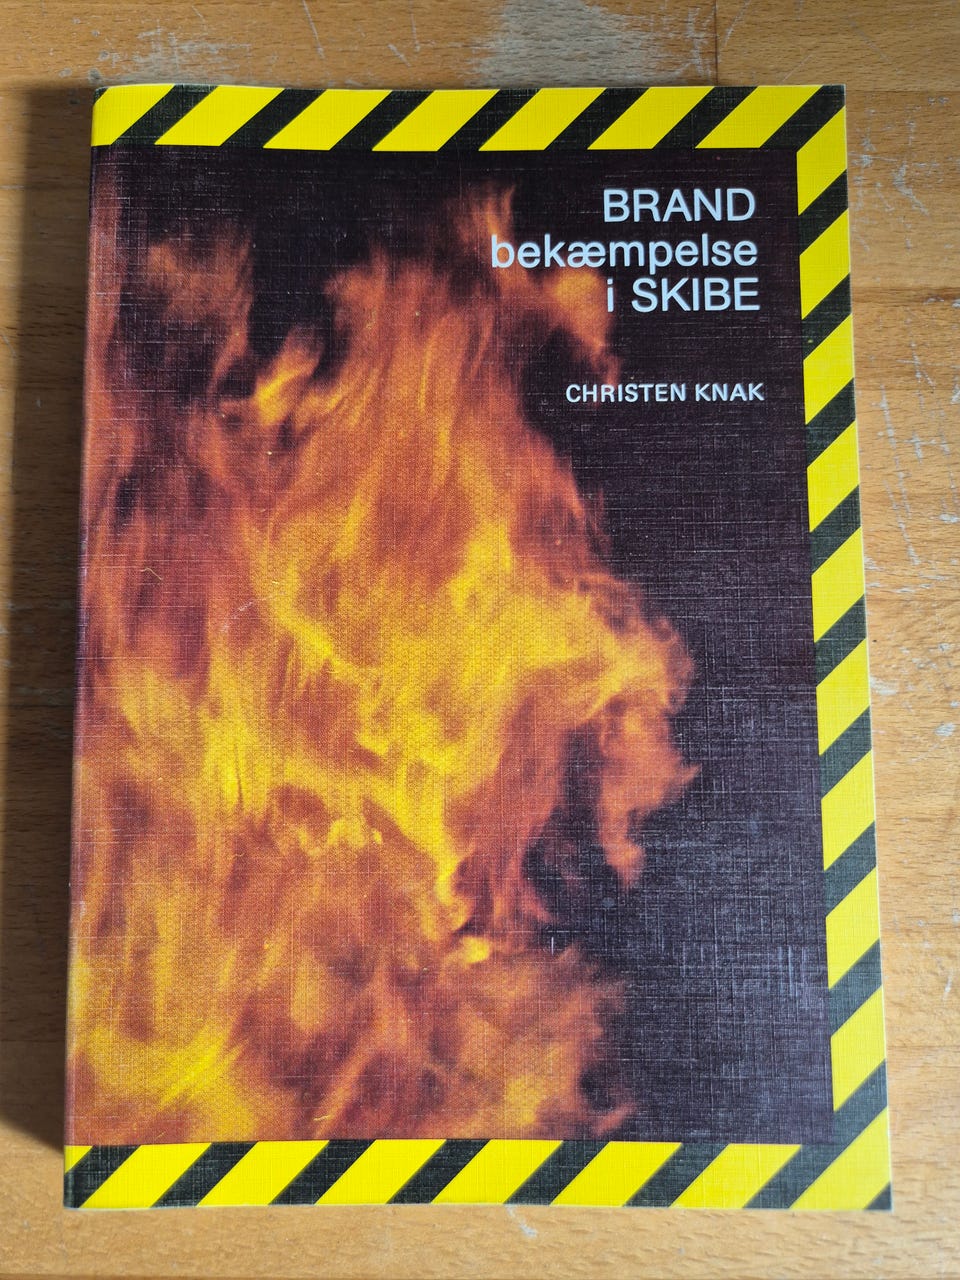 BRAND
bekæmpelse
i SKIBE
CHRISTEN KNAK